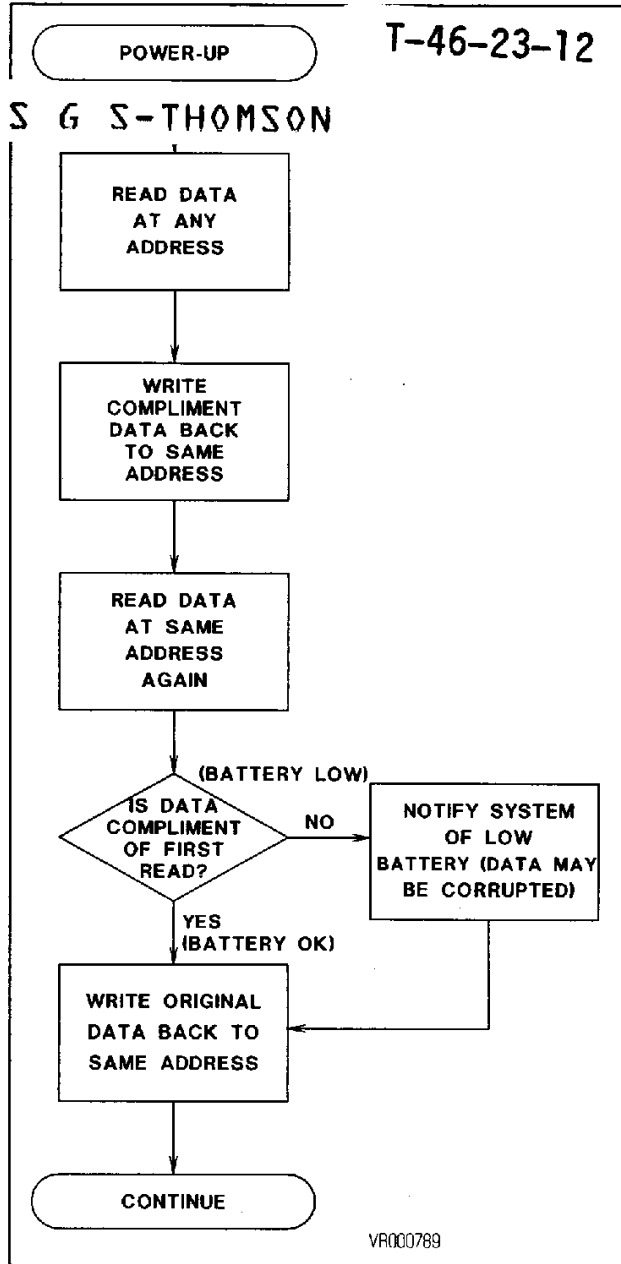 POWER-UP
T-46-23-12
S G S-THOMSON
READ DATA
AT ANY
ADDRESS
WRITE
COMPLIMENT
DATA BACK
TO SAME
ADDRESS
READ DATA
AT SAME
ADDRESS
AGAIN
(BATTERY LOW)
IS DATA
COMPLIMENT
OF FIRST
READ?
NO
NOTIFY SYSTEM
OF LOW
BATTERY (DATA MAY
BE CORRUPTED)
YES
(BATTERY OK)
WRITE ORIGINAL
DATA BACK TO
SAME ADDRESS
CONTINUE
VR000789